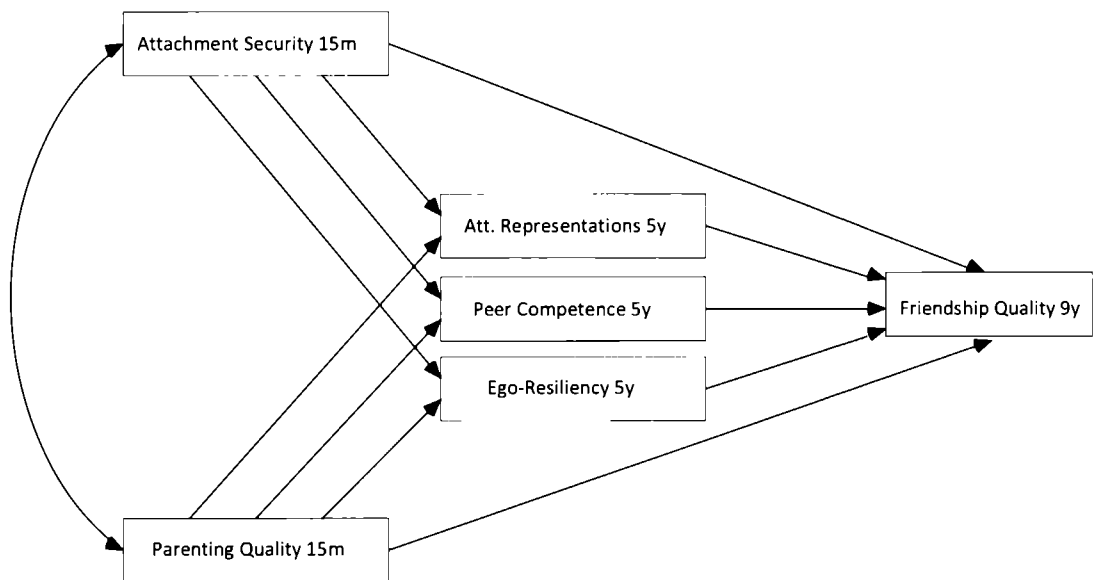 Attachment Security 15m
Att. Representations 5y
Peer Competence 5y
Friendship Quality 9y
Ego-Resiliency 5y
Parenting Quality 15m